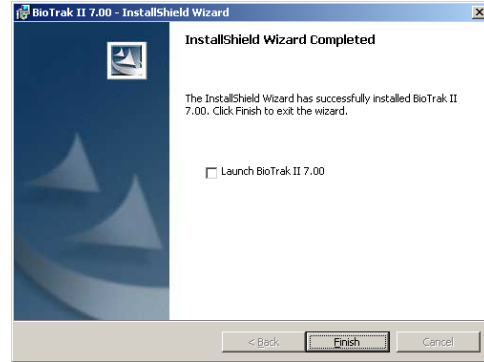 BioTrak II 7.00 - InstallShield Wizard
InstallShield Wizard Completed
The InstallShield Wizard has successfully installed BioTrak II
7.00. Click Finish to exit the wizard.
Launch BioTrak II 7.00
< Back Finish Cancel